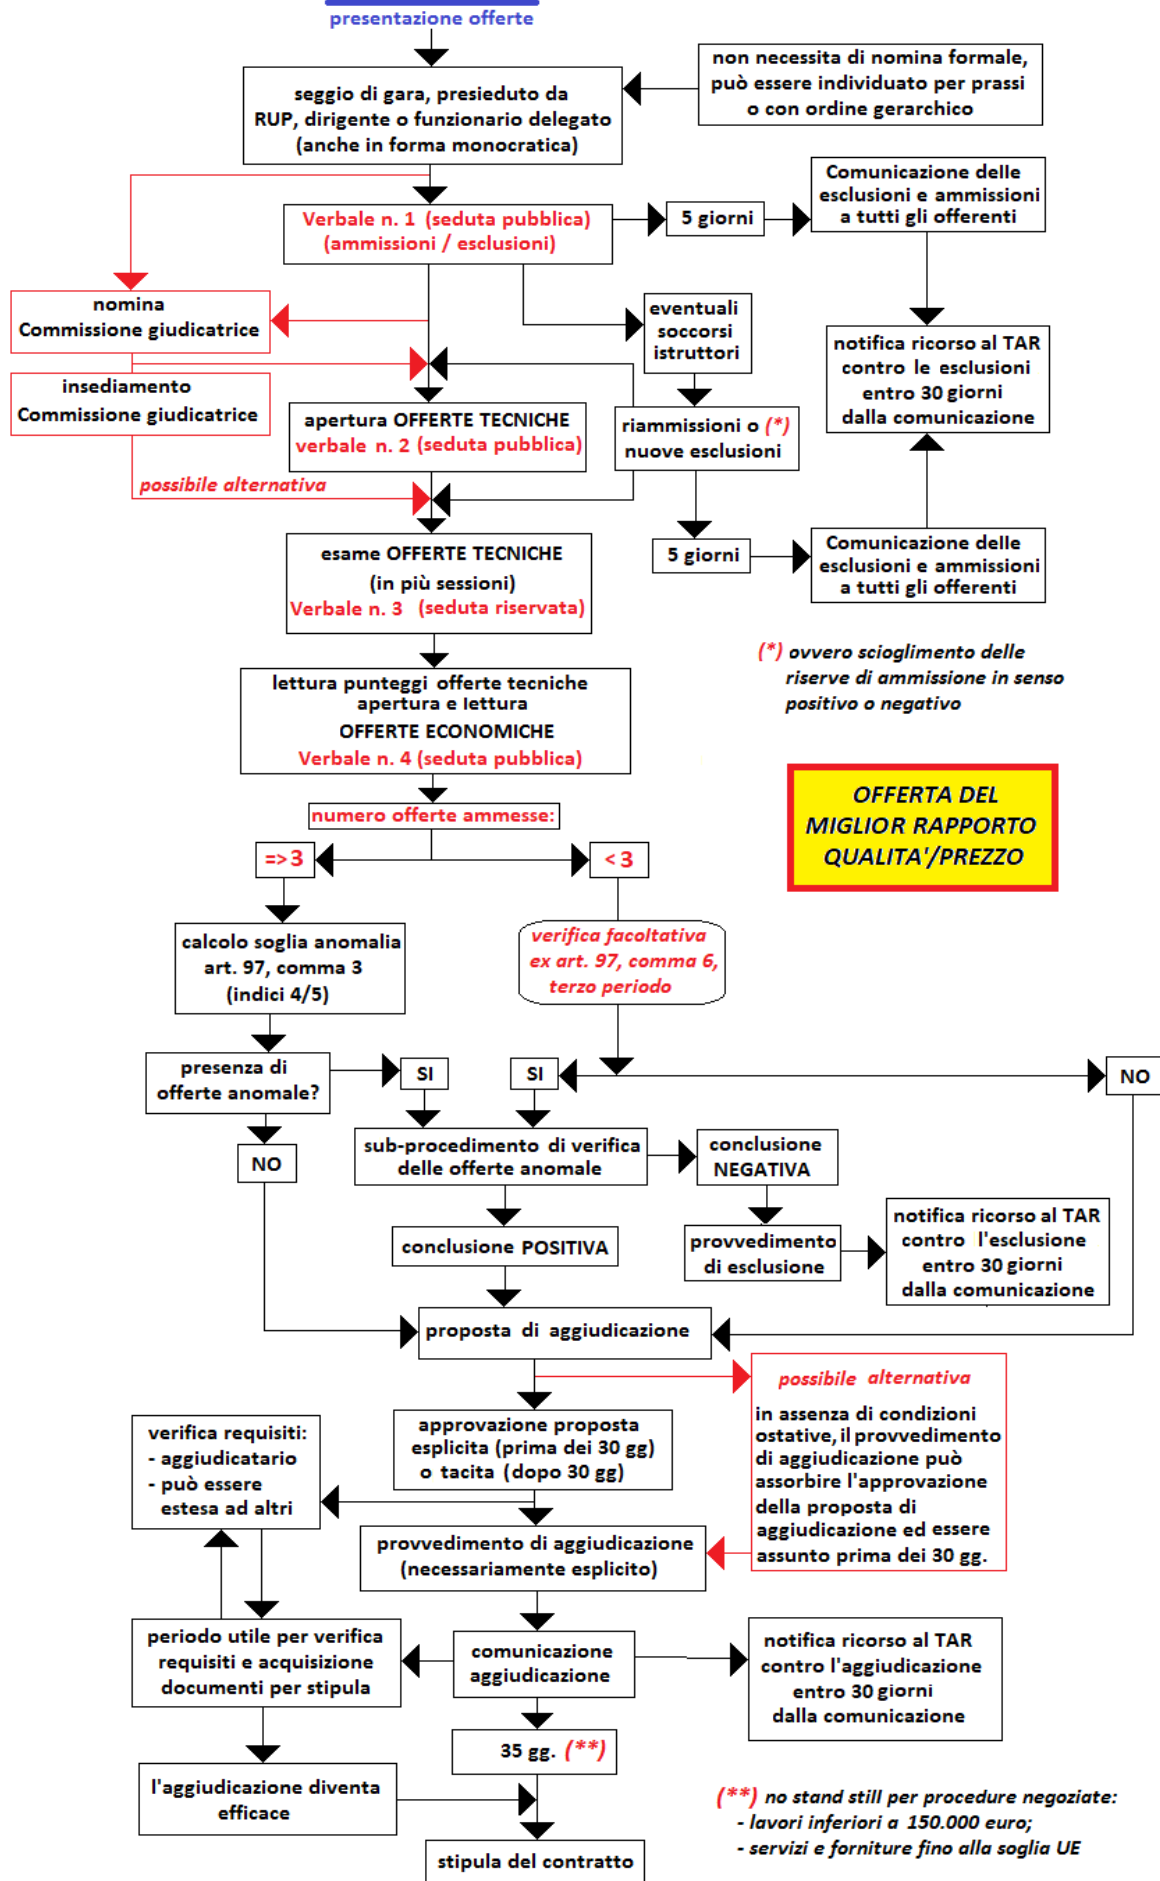 presentazione offerte
seggio di gara, presieduto da
RUP, dirigente o funzionario delegato
(anche in forma monocratica)
non necessita di nomina formale,
può essere individuato per prassi
o con ordine gerarchico
Verbale n. 1 (seduta pubblica)
(ammissioni / esclusioni)
5 giorni
Comunicazione delle
esclusioni e ammissioni
a tutti gli offerenti
nomina
Commissione giudicatrice
eventuali
soccorsi
istruttori
notifica ricorso al TAR
contro le esclusioni
entro 30 giorni
dalla comunicazione
insediamento
Commissione giudicatrice
apertura OFFERTE TECNICHE
verbale n. 2 (seduta pubblica)
riammissioni o (*)
nuove esclusioni
possibile alternativa
esame OFFERTE TECNICHE
(in più sessioni)
Verbale n. 3 (seduta riservata)
5 giorni
Comunicazione delle
esclusioni e ammissioni
a tutti gli offerenti
(*) ovvero scioglimento delle
riserve di ammissione in senso
positivo o negativo
lettura punteggi offerte tecniche
apertura e lettura
OFFERTE ECONOMICHE
Verbale n. 4 (seduta pubblica)
numero offerte ammesse:
OFFERTA DEL
MIGLIOR RAPPORTO
QUALITA'/PREZZO
=> 3
< 3
calcolo soglia anomalia
art. 97, comma 3
(indici 4/5)
verifica facoltativa
ex art. 97, comma 6,
terzo periodo
presenza di
offerte anomale?
SI
SI
NO
NO
sub-procedimento di verifica
delle offerte anomale
conclusione
NEGATIVA
conclusione POSITIVA
provvedimento
di esclusione
notifica ricorso al TAR
contro l'esclusione
entro 30 giorni
dalla comunicazione
proposta di aggiudicazione
possibile alternativa
in assenza di condizioni
ostative, il provvedimento
di aggiudicazione può
assorbire l'approvazione
della proposta di
aggiudicazione ed essere
assunto prima dei 30 gg.
approvazione proposta
esplicita (prima dei 30 gg)
o tacita (dopo 30 gg)
verifica requisiti:
- aggiudicatario
- può essere
estesa ad altri
provvedimento di aggiudicazione
(necessariamente esplicito)
periodo utile per verifica
requisiti e acquisizione
documenti per stipula
comunicazione
aggiudicazione
notifica ricorso al TAR
contro l'aggiudicazione
entro 30 giorni
dalla comunicazione
35 gg. (**)
l'aggiudicazione diventa
efficace
(**) no stand still per procedure negoziate:
- lavori inferiori a 150.000 euro;
- servizi e forniture fino alla soglia UE
stipula del contratto